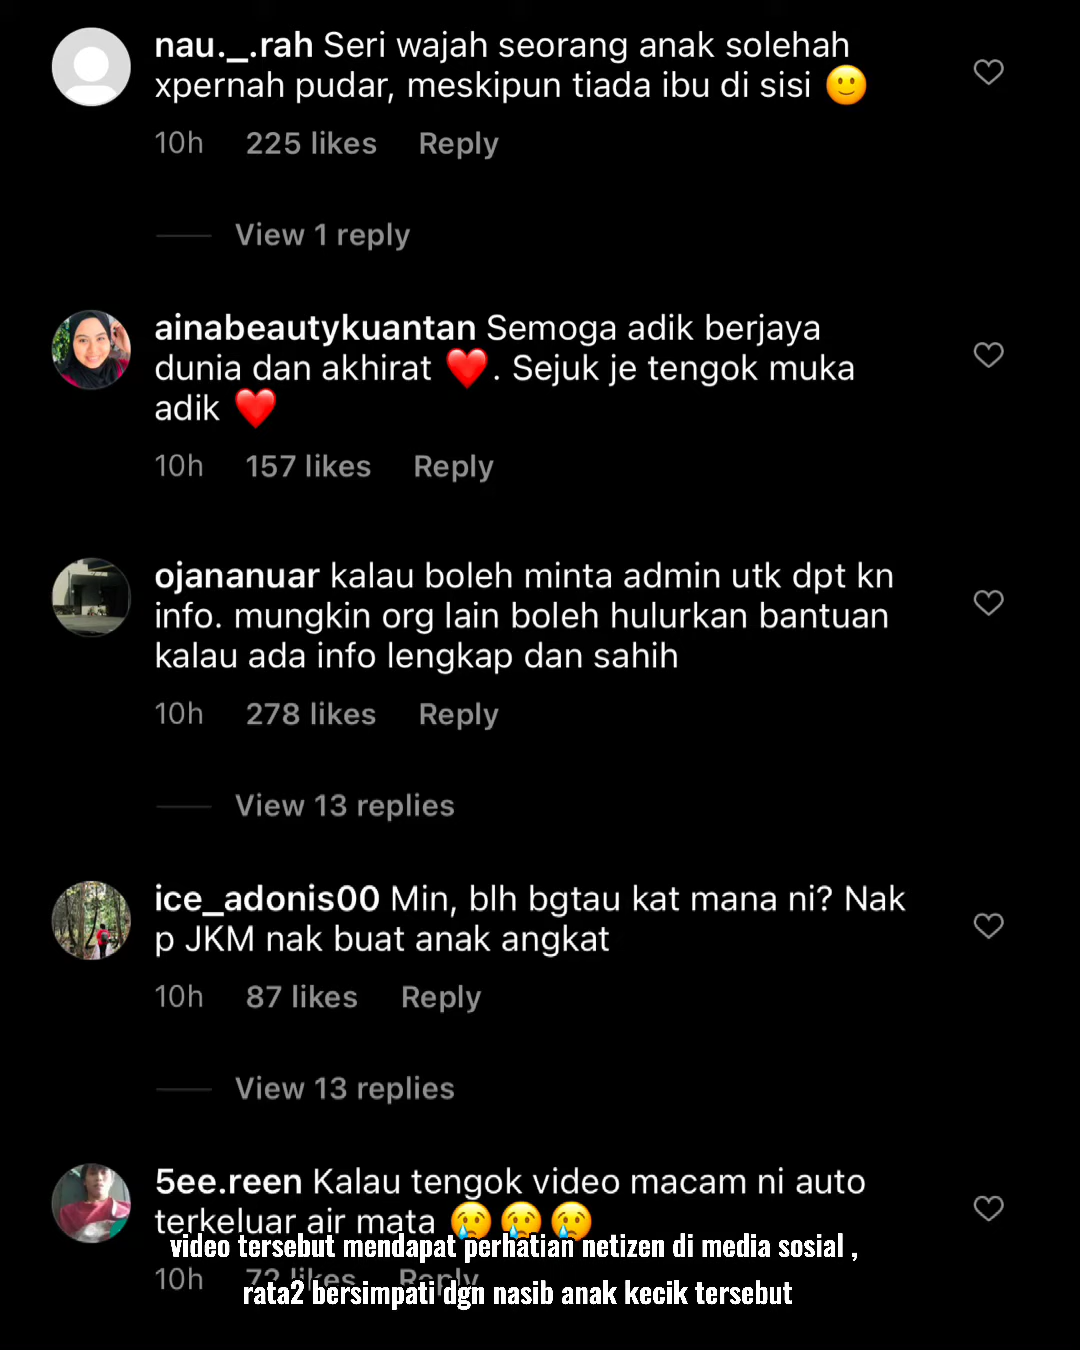 nau._.rah Seri wajah seorang anak solehah
xpernah pudar, meskipun tiada ibu di sisi 🙂
10h 225 likes Reply
View 1 reply
ainabeautykuantan Semoga adik berjaya
dunia dan akhirat ❤️. Sejuk je tengok muka
adik ❤️
10h 157 likes Reply
ojananuar kalau boleh minta admin utk dpt kn
info. mungkin org lain boleh hulurkan bantuan
kalau ada info lengkap dan sahih
10h 278 likes Reply
View 13 replies
ice_adonis00 Min, blh bgtau kat mana ni? Nak
p JKM nak buat anak angkat
10h 87 likes Reply
View 13 replies
5ee.reen Kalau tengok video macam ni auto
terkeluar air mata 😢😢😢
video tersebut mendapat perhatian netizen di media sosial ,
10h 72 likes Reply
rata2 bersimpati dgn nasib anak kecik tersebut